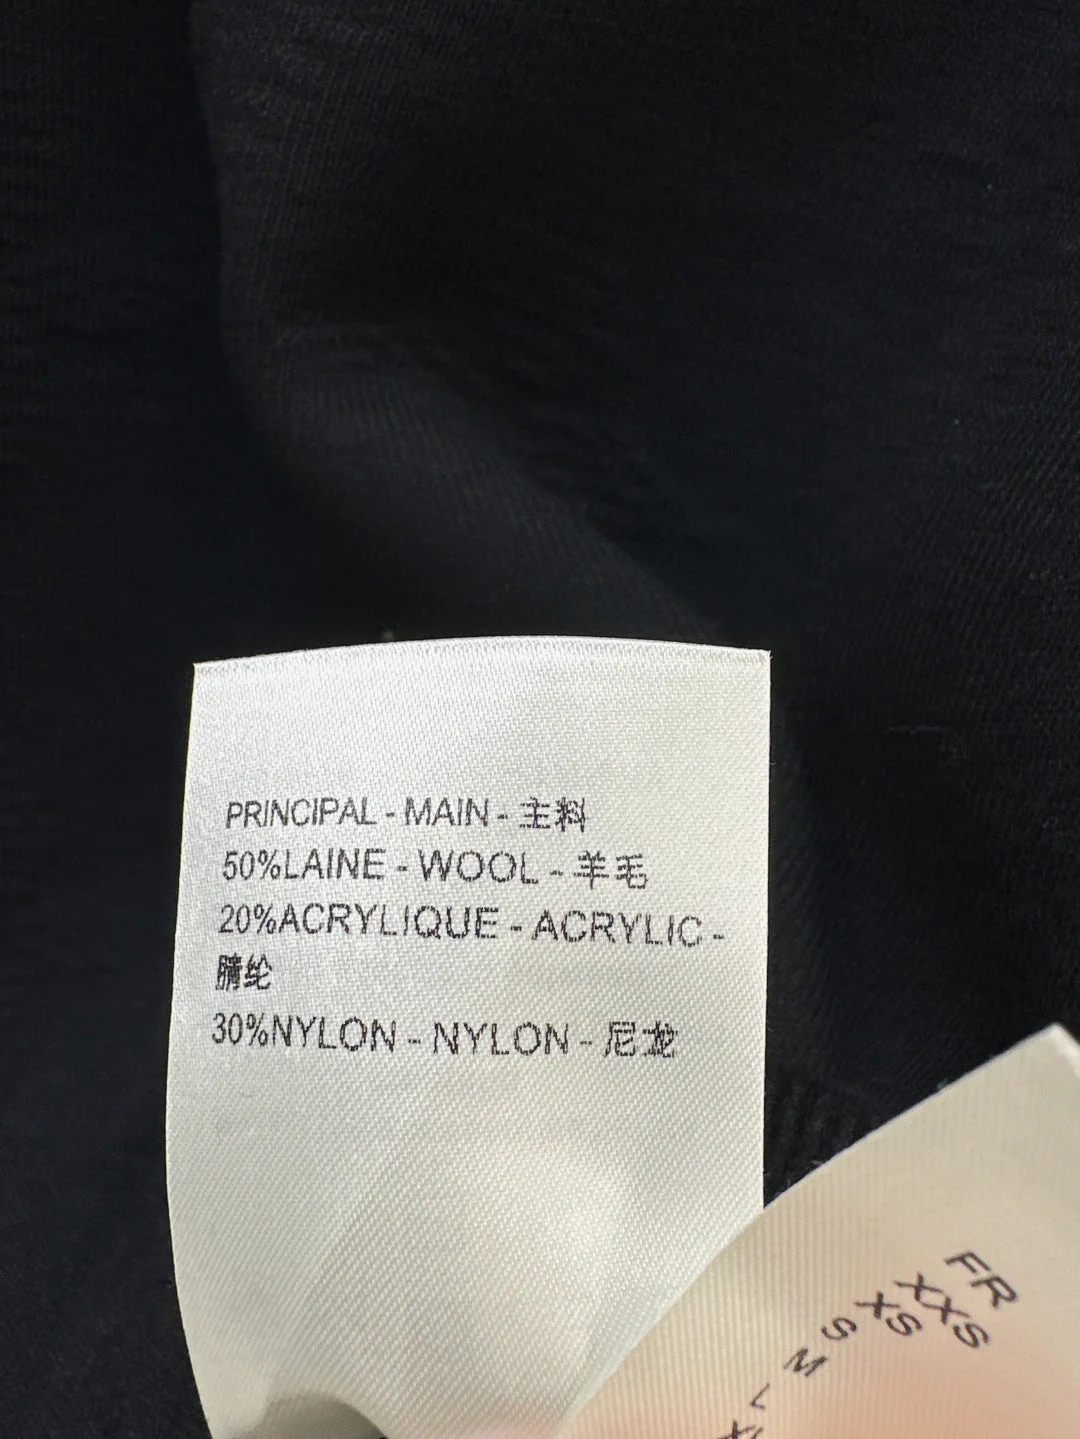 PRINCIPAL - MAIN - 主料
50%LAINE - WOOL - 羊毛
20%ACRYLIQUE - ACRYLIC -
腈纶
30%NYLON - NYLON - 尼龙
FR
XXS
XS
S
M
L